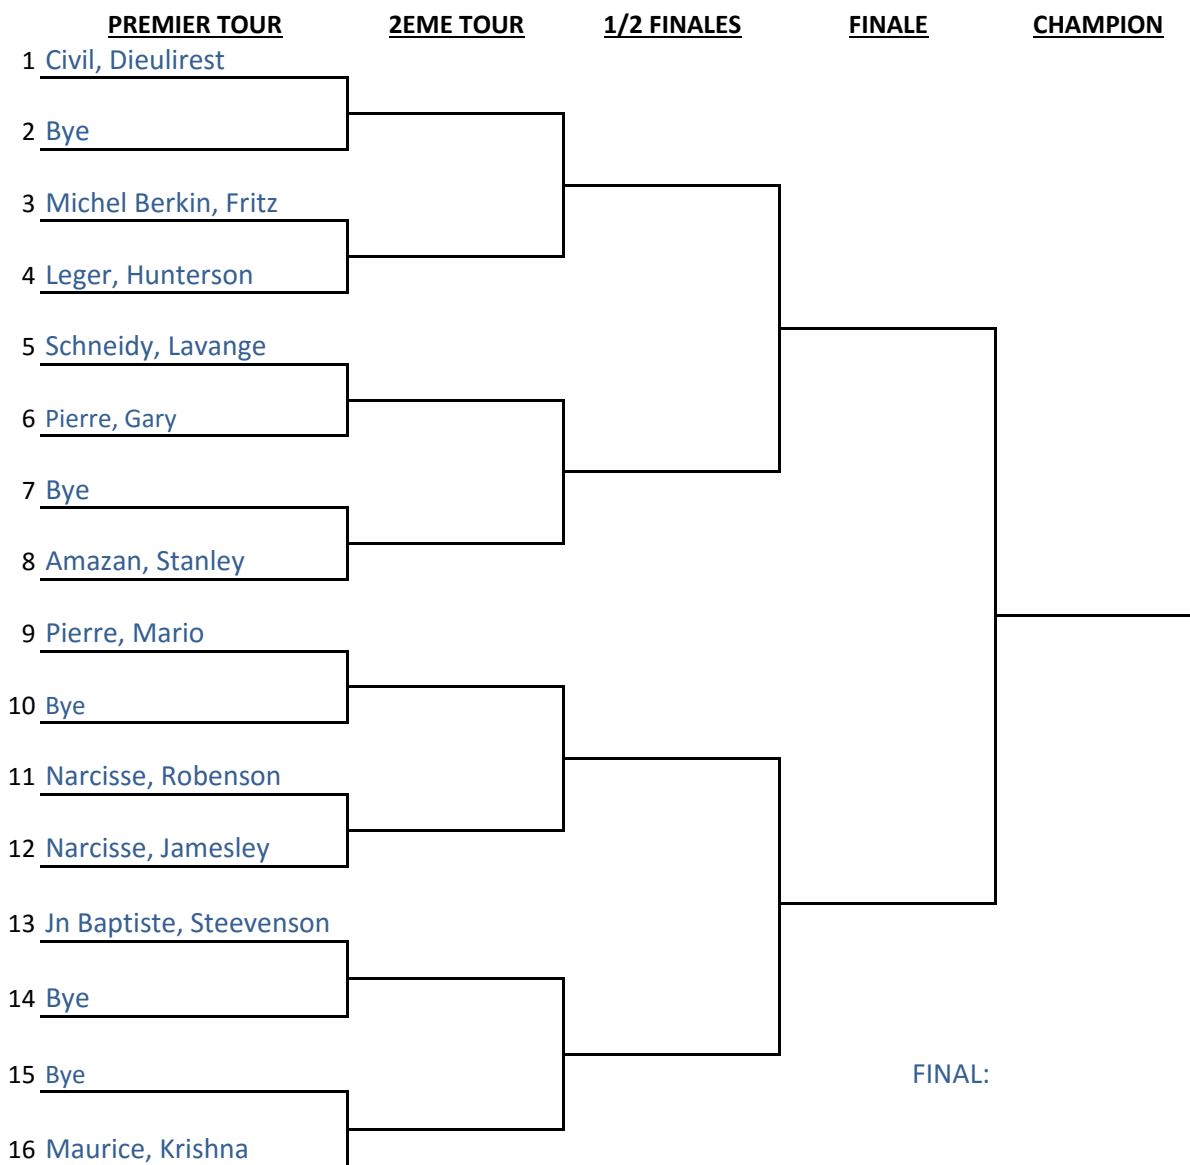 PREMIER TOUR 2EME TOUR 1/2 FINALES FINALE CHAMPION
1 Civil, Dieulirest
2 Bye
3 Michel Berkin, Fritz
4 Leger, Hunterson
5 Schneidy, Lavange
6 Pierre, Gary
7 Bye
8 Amazan, Stanley
9 Pierre, Mario
10 Bye
11 Narcisse, Robenson
12 Narcisse, Jamesley
13 Jn Baptiste, Steevenson
14 Bye
15 Bye FINAL:
16 Maurice, Krishna